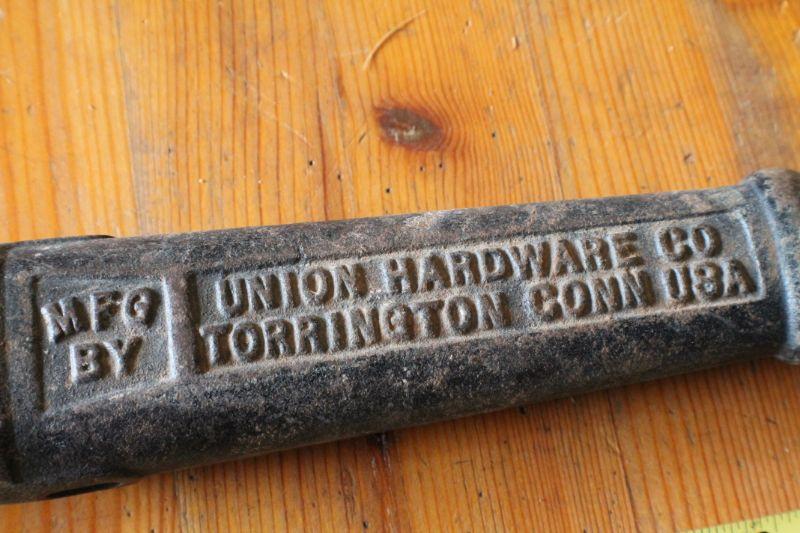 MFG
BY
UNION HARDWARE CO
TORRINGTON CONN USA